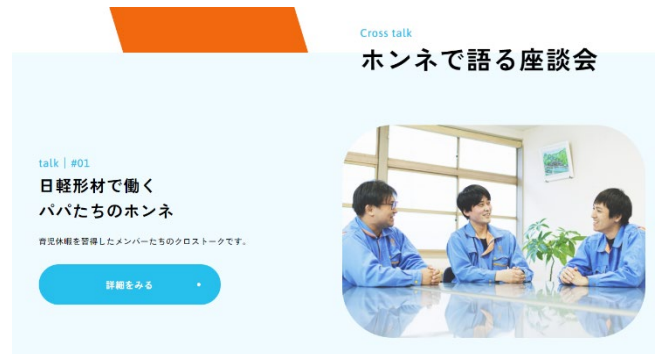 Cross talk
ホンネで語る座談会
talk | #01
日軽形材で働く
パパたちのホンネ
育児休暇を習得したメンバーたちのクロストークです。
詳細をみる